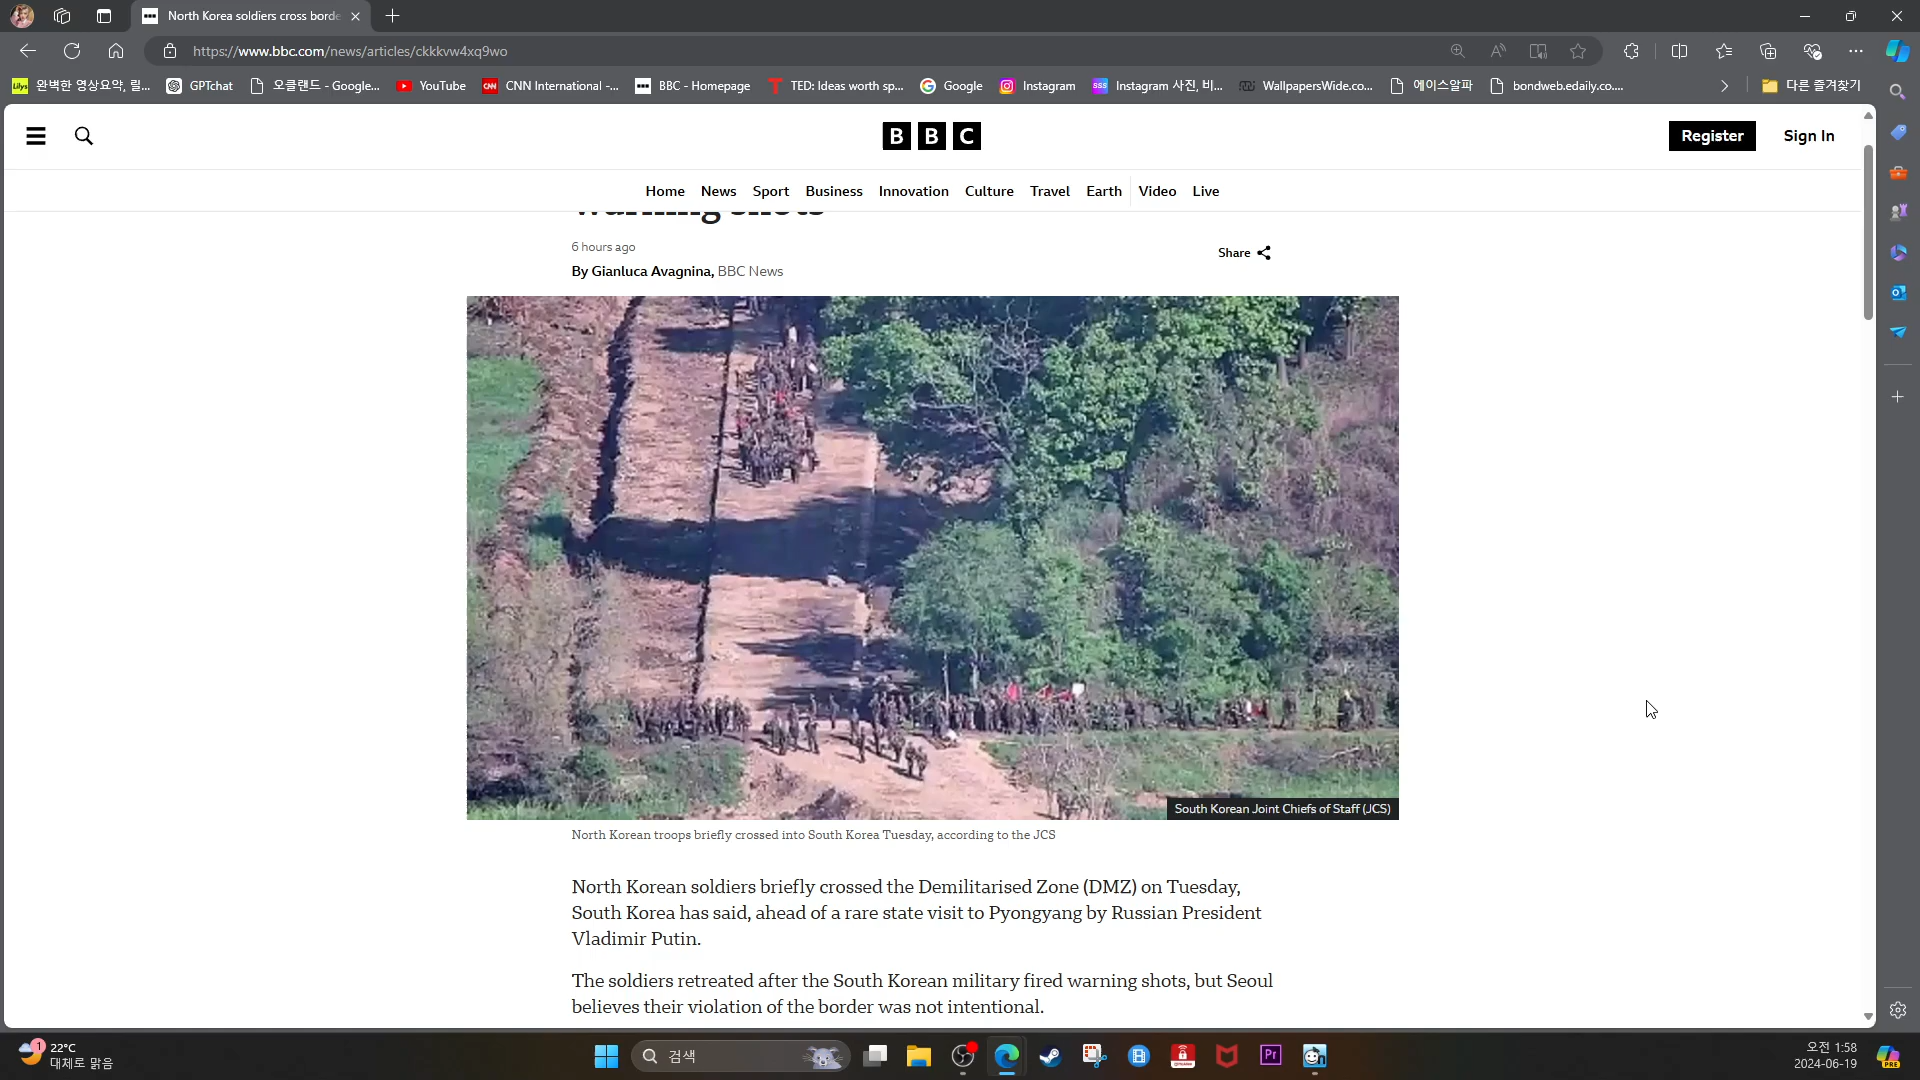 North Korea soldiers cross borde
https://www.bbc.com/news/articles/ckkkvw4xq9wo
Lilys 완벽한 영상요약, 릴... GPTchat 오클랜드 - Google... YouTube CNN CNN International -... BBC - Homepage TED: Ideas worth sp... Google Instagram SSS Instagram 사진, 비... WallpapersWide.co... 에이스알파 bondweb.edaily.co.... 다른 즐겨찾기
BBC
Register Sign In
Home News Sport Business Innovation Culture Travel Earth Video Live
warning shots
6 hours ago
Share
By Gianluca Avagnina, BBC News
South Korean Joint Chiefs of Staff (JCS)
North Korean troops briefly crossed into South Korea Tuesday, according to the JCS
North Korean soldiers briefly crossed the Demilitarised Zone (DMZ) on Tuesday,
South Korea has said, ahead of a rare state visit to Pyongyang by Russian President
Vladimir Putin.
The soldiers retreated after the South Korean military fired warning shots, but Seoul
believes their violation of the border was not intentional.
1 22°C
대체로 맑음
검색
Pr
오전 1:58
2024-06-19
PRE